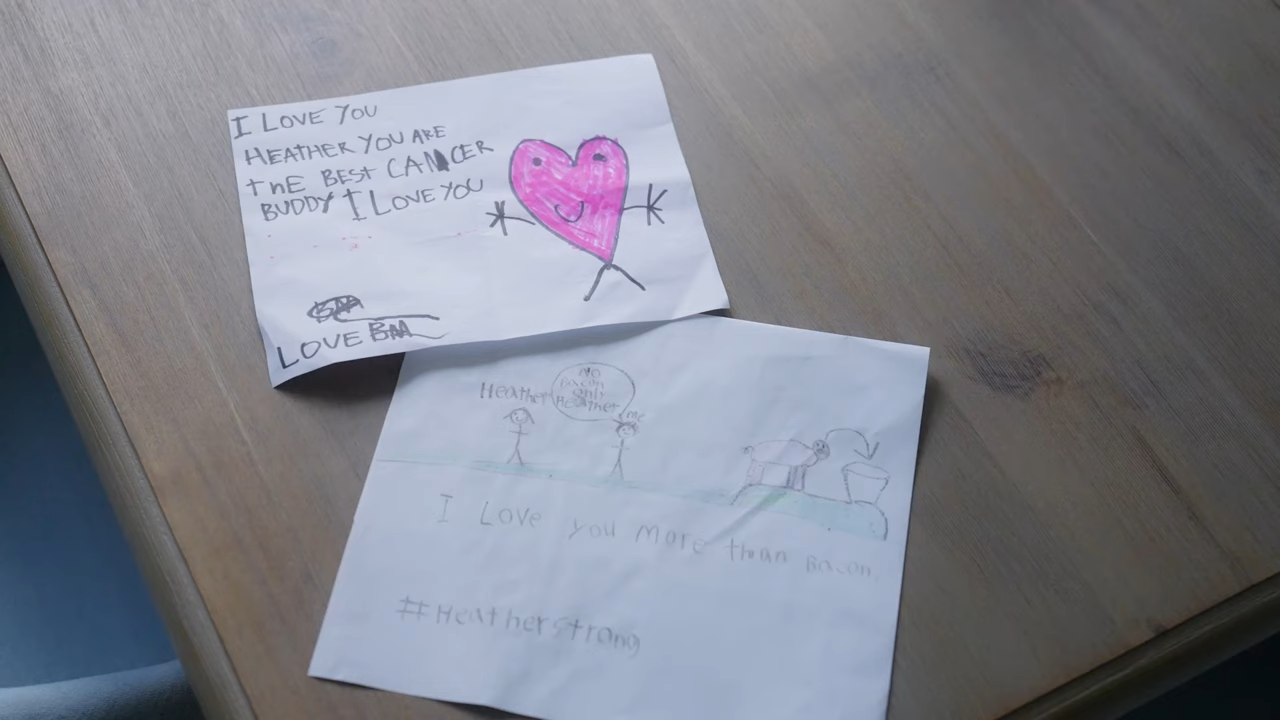 I LOVE YOU
HEATHER YOU ARE
THE BEST CANCER
BUDDY I LOVE YOU
BAA
LOVE BAA
Heather
NO
Bacon
only
Heather
me
I Love you more than Bacon
#Heatherstrong